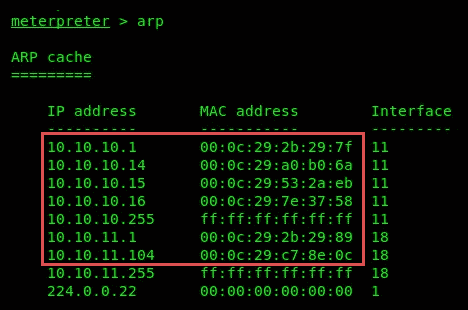 meterpreter > arp
ARP cache
=========
IP address MAC address Interface
---------- ----------- ---------
10.10.10.1 00:0c:29:2b:29:7f 11
10.10.10.14 00:0c:29:a0:b0:6a 11
10.10.10.15 00:0c:29:53:2a:eb 11
10.10.10.16 00:0c:29:7e:37:58 11
10.10.10.255 ff:ff:ff:ff:ff:ff 11
10.10.11.1 00:0c:29:2b:29:89 18
10.10.11.104 00:0c:29:c7:8e:0c 18
10.10.11.255 ff:ff:ff:ff:ff:ff 18
224.0.0.22 00:00:00:00:00:00 1